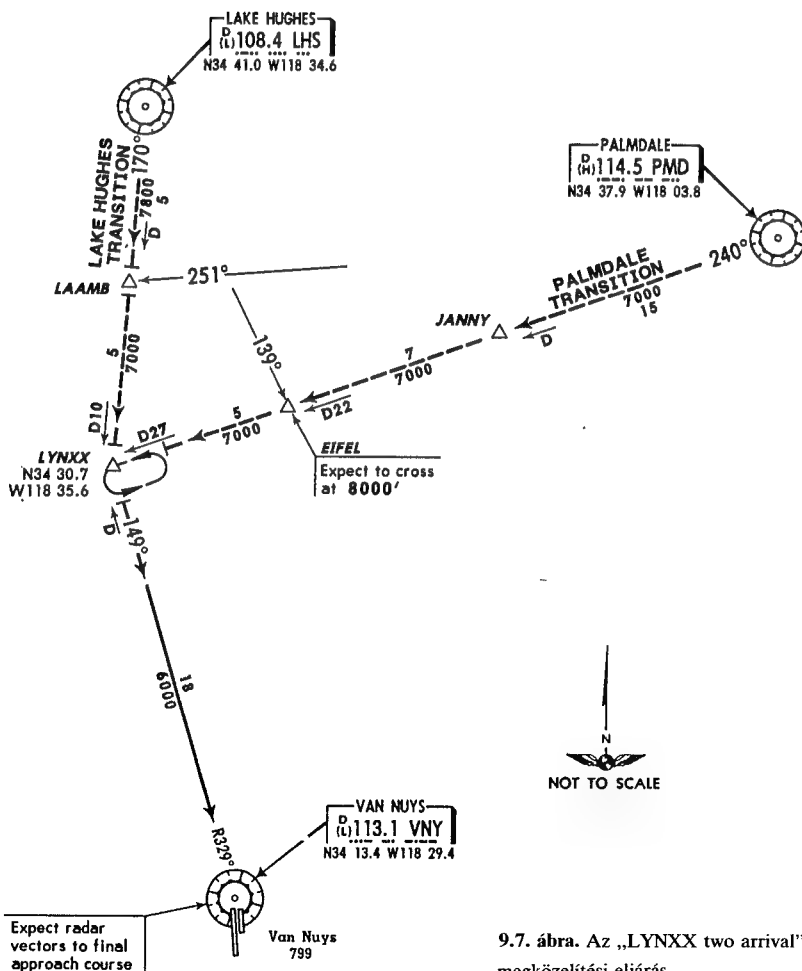 LAKE HUGHES
D
(L)108.4 LHS
N34 41.0 W118 34.6
PALMDALE
D
(H)114.5 PMD
N34 37.9 W118 03.8
170°
LAKE HUGHES
TRANSITION
7800
5
D
LAAMB
251°
240°
PALMDALE
TRANSITION
7000
15
D
JANNY
139°
7
7000
D22
5
7000
D10
D27
5
7000
EIFEL
Expect to cross
at 8000'
LYNXX
N34 30.7
W118 35.6
D
149°
18
6000
N
NOT TO SCALE
R329°
VAN NUYS
D
(L)113.1 VNY
N34 13.4 W118 29.4
Expect radar
vectors to final
approach course
Van Nuys
799
9.7. ábra. Az „LYNXX two arrival"
megközelítési eljárás